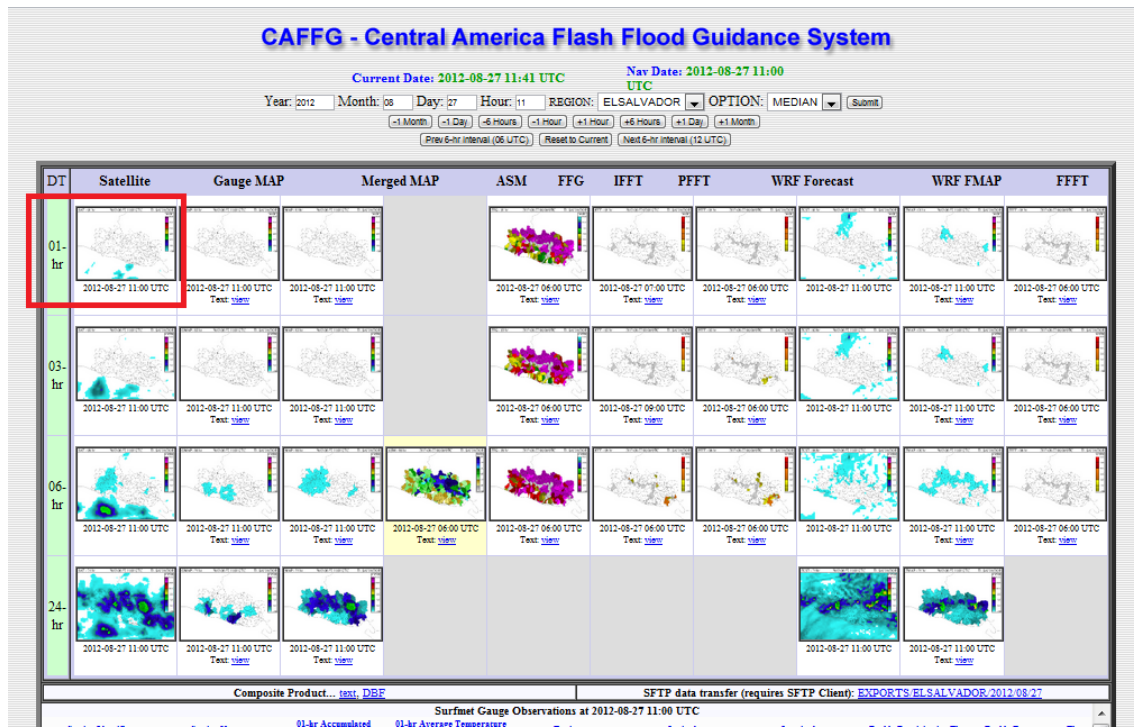 CAFFG - Central America Flash Flood Guidance System
Current Date: 2012-08-27 11:41 UTC
Nav Date: 2012-08-27 11:00 UTC
Year: 2012 Month: 08 Day: 27 Hour: 11 REGION: ELSALVADOR OPTION: MEDIAN Submit
-1 Month -1 Day -6 Hours -1 Hour +1 Hour +6 Hours +1 Day +1 Month
Prev 6-hr Interval (06 UTC) Reset to Current Next 6-hr Interval (12 UTC)
DT Satellite Gauge MAP Merged MAP ASM FFG IFFT PFFT WRF Forecast WRF FMAP FFFT
01-hr
2012-08-27 11:00 UTC 2012-08-27 11:00 UTC 2012-08-27 11:00 UTC 2012-08-27 06:00 UTC 2012-08-27 07:00 UTC 2012-08-27 06:00 UTC 2012-08-27 11:00 UTC 2012-08-27 11:00 UTC 2012-08-27 06:00 UTC
Text: view Text: view Text: view Text: view Text: view Text: view Text: view
03-hr
2012-08-27 11:00 UTC 2012-08-27 11:00 UTC 2012-08-27 11:00 UTC 2012-08-27 06:00 UTC 2012-08-27 09:00 UTC 2012-08-27 06:00 UTC 2012-08-27 11:00 UTC 2012-08-27 11:00 UTC 2012-08-27 06:00 UTC
Text: view Text: view Text: view Text: view Text: view Text: view Text: view
06-hr
2012-08-27 11:00 UTC 2012-08-27 11:00 UTC 2012-08-27 11:00 UTC 2012-08-27 06:00 UTC 2012-08-27 06:00 UTC 2012-08-27 06:00 UTC 2012-08-27 06:00 UTC 2012-08-27 11:00 UTC 2012-08-27 11:00 UTC 2012-08-27 06:00 UTC
Text: view Text: view Text: view Text: view Text: view Text: view Text: view Text: view
24-hr
2012-08-27 11:00 UTC 2012-08-27 11:00 UTC 2012-08-27 11:00 UTC 2012-08-27 11:00 UTC 2012-08-27 11:00 UTC
Text: view Text: view Text: view
Composite Product... text, DBF SFTP data transfer (requires SFTP Client): EXPORTS/ELSALVADOR/2012/08/27
Surfmet Gauge Observations at 2012-08-27 11:00 UTC
01-hr Accumulated 01-hr Average Temperature